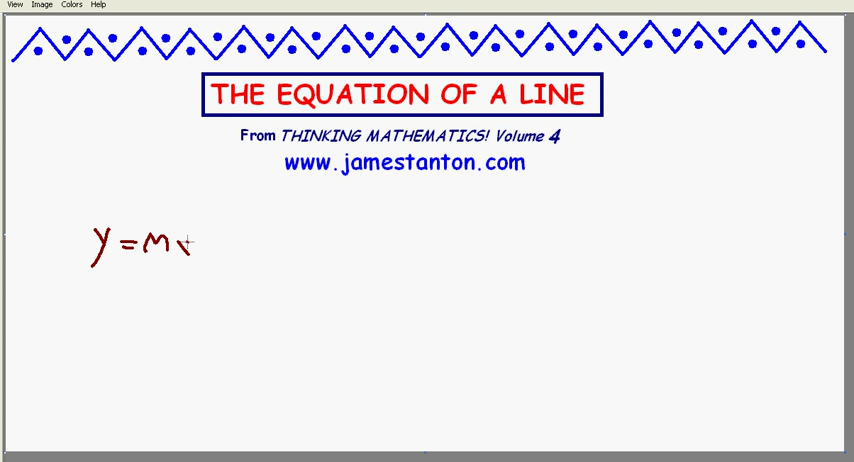 View Image Colors Help
THE EQUATION OF A LINE
From THINKING MATHEMATICS! Volume 4
www.jamestanton.com
y = m